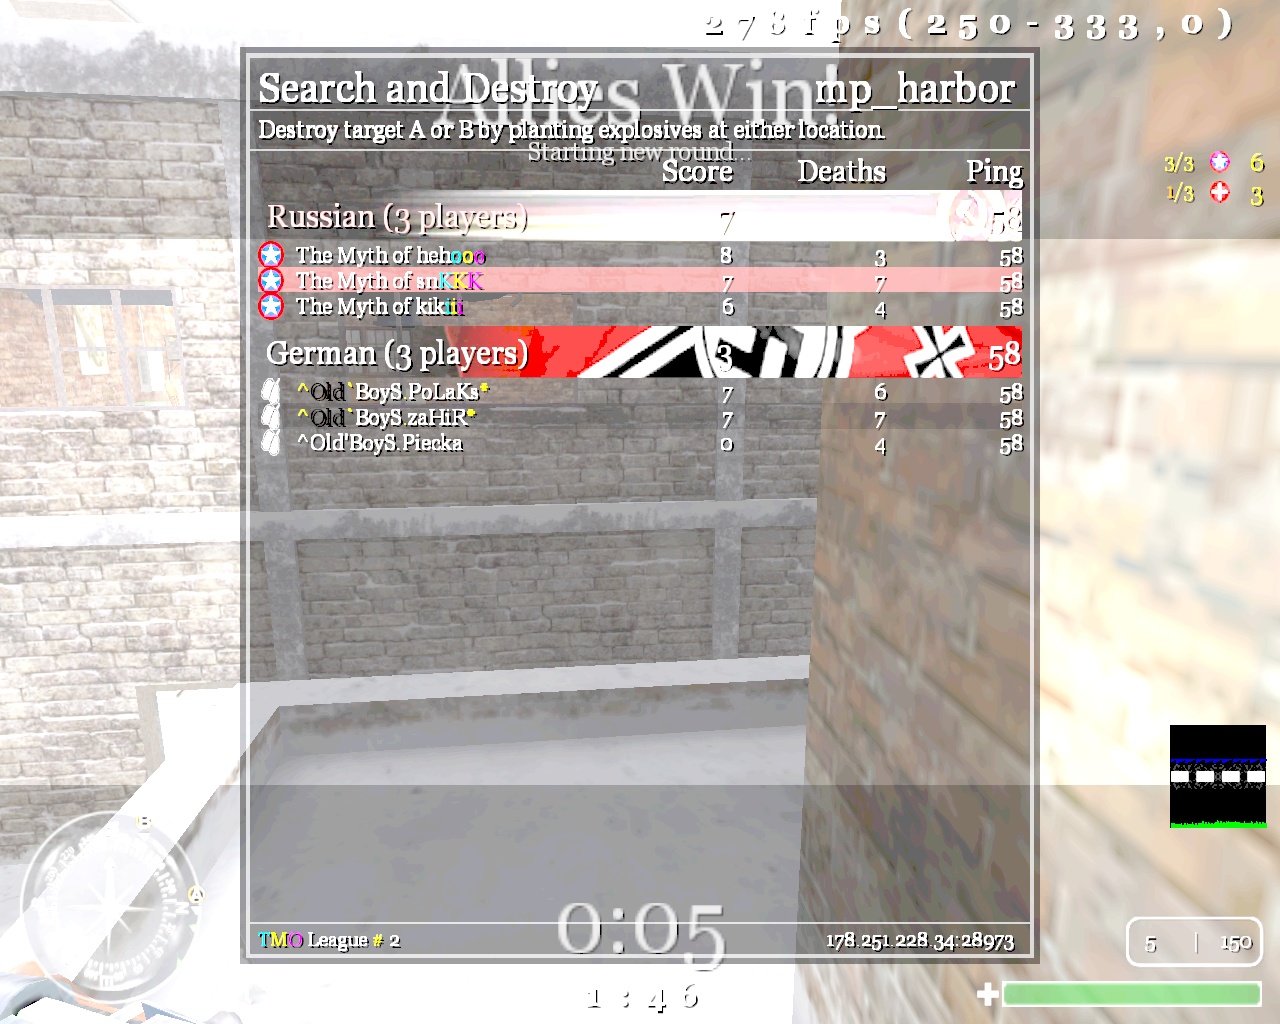 278fps(250-333,0)
Allies Win!
Search and Destroy mp_harbor
Destroy target A or B by planting explosives at either location.
Starting new round...
Score Deaths Ping
3/3 6
1/3 3
Russian (3 players) 7 58
The Myth of hehooo 8 3 58
The Myth of snKKK 7 7 58
The Myth of kikiii 6 4 58
German (3 players) 3 58
^Old`BoyS.PoLaKs* 7 6 58
^Old`BoyS.zaHiR* 7 7 58
^Old'BoyS.Piecka 0 4 58
B
A
N
0:05
TMO League # 2 178.251.228.34:28973
5 | 150
1:46